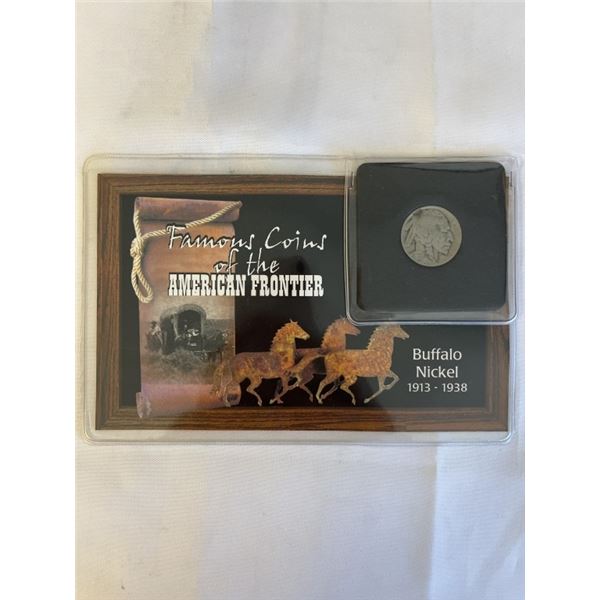 Famous Coins
of the
AMERICAN FRONTIER
Buffalo
Nickel
1913 - 1938